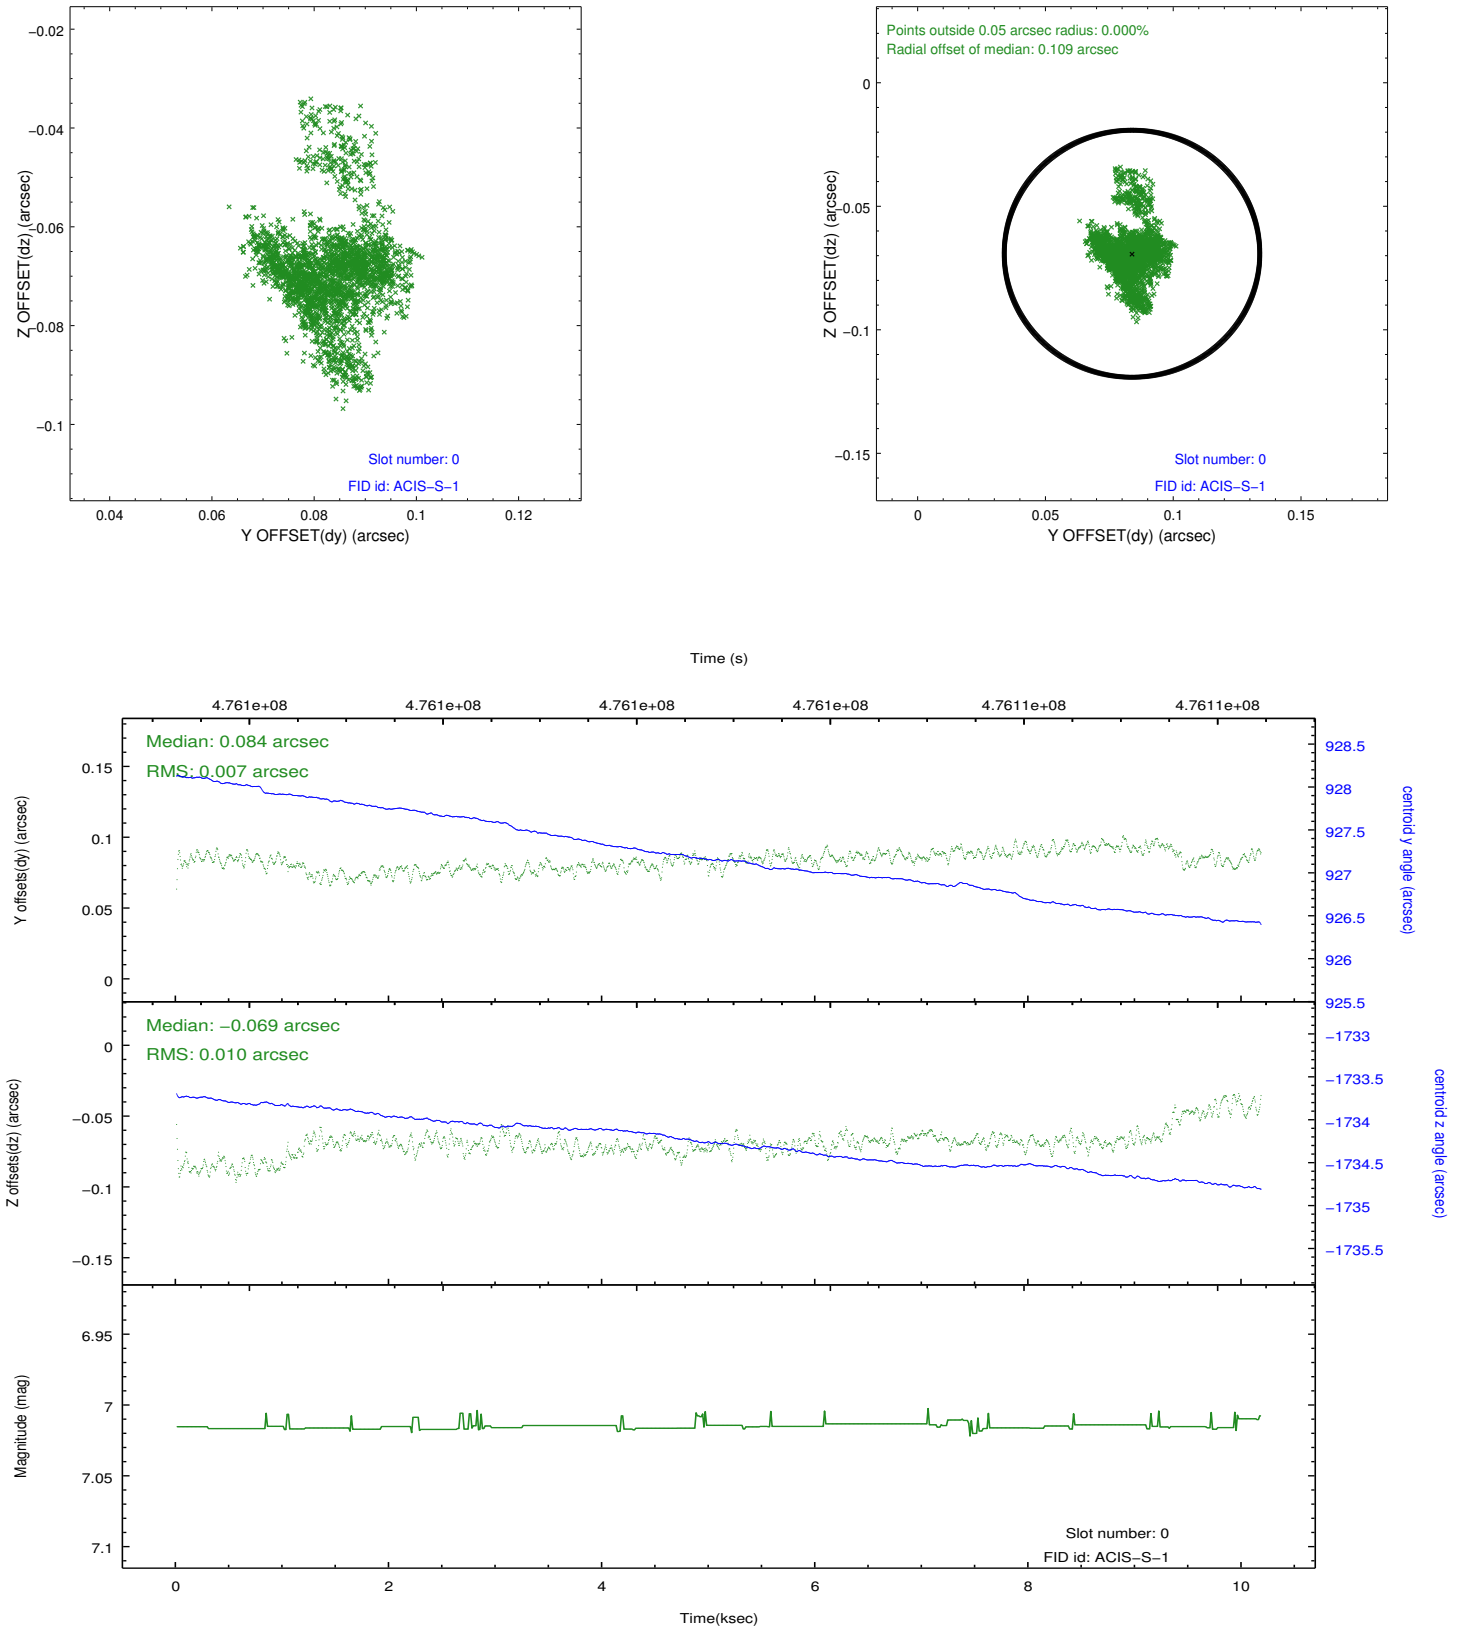 −0.02
−0.04
−0.06
−0.08
−0.1
Z OFFSET(dz) (arcsec)
Slot number: 0
FID id: ACIS−S−1
0.04 0.06 0.08 0.1 0.12
Y OFFSET(dy) (arcsec)
Points outside 0.05 arcsec radius: 0.000%
Radial offset of median: 0.109 arcsec
0
−0.05
−0.1
−0.15
Z OFFSET(dz) (arcsec)
Slot number: 0
FID id: ACIS−S−1
0 0.05 0.1 0.15
Y OFFSET(dy) (arcsec)
Time (s)
4.761e+08 4.761e+08 4.761e+08 4.761e+08 4.7611e+08 4.7611e+08
Median: 0.084 arcsec
RMS: 0.007 arcsec
0.15
0.1
0.05
0
Y offsets(dy) (arcsec)
928.5
928
927.5
927
926.5
926
925.5
centroid y angle (arcsec)
Median: −0.069 arcsec
RMS: 0.010 arcsec
0
−0.05
−0.1
−0.15
Z offsets(dz) (arcsec)
−1733
−1733.5
−1734
−1734.5
−1735
−1735.5
centroid z angle (arcsec)
6.95
7
7.05
7.1
Magnitude (mag)
Slot number: 0
FID id: ACIS−S−1
0 2 4 6 8 10
Time(ksec)